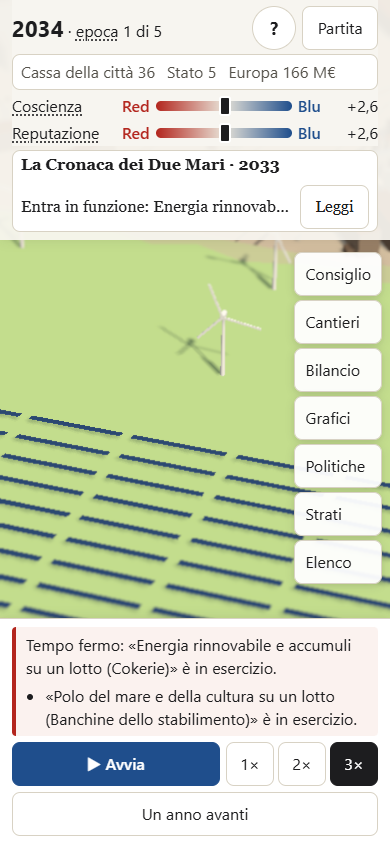 2034 · epoca 1 di 5
?
Partita
Cassa della città 36 Stato 5 Europa 166 M€
Coscienza Red Blu +2,6
Reputazione Red Blu +2,6
La Cronaca dei Due Mari · 2033
Entra in funzione: Energia rinnovab...
Leggi
Consiglio
Cantieri
Bilancio
Grafici
Politiche
Strati
Elenco
Tempo fermo: «Energia rinnovabile e accumuli
su un lotto (Cokerie)» è in esercizio.
• «Polo del mare e della cultura su un lotto
(Banchine dello stabilimento)» è in esercizio.
▶ Avvia
1×
2×
3×
Un anno avanti